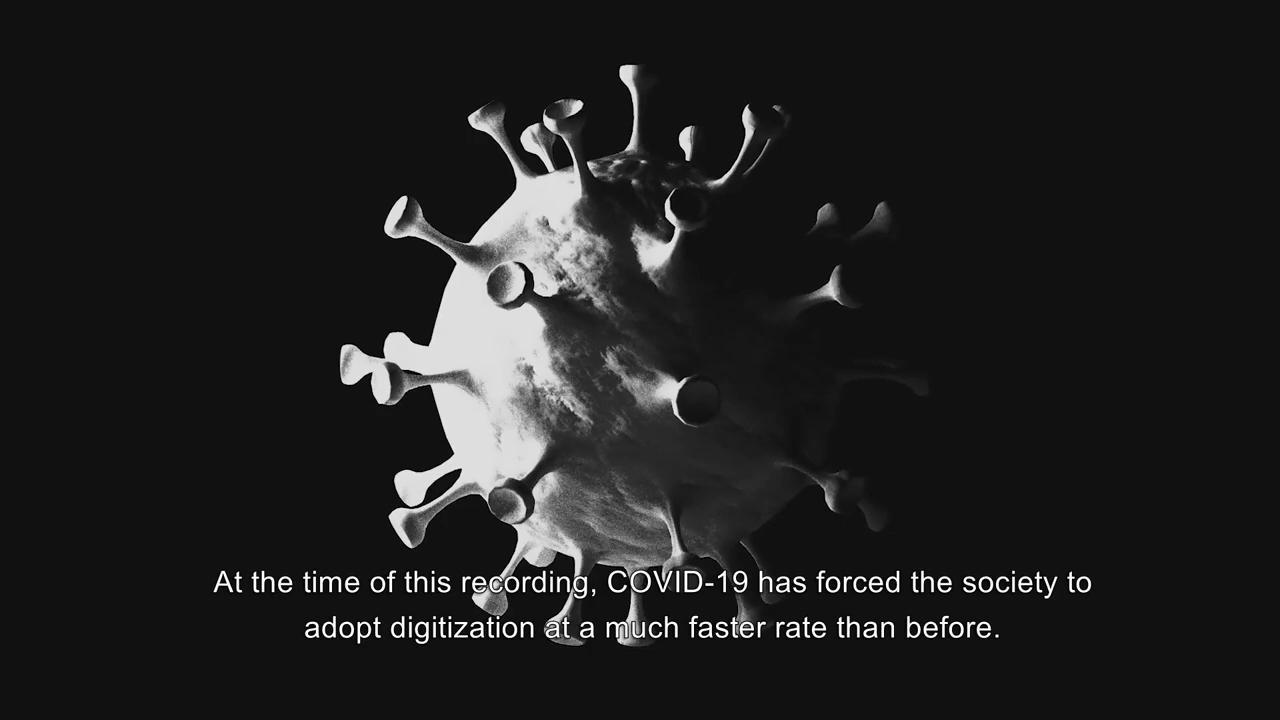 At the time of this recording, COVID-19 has forced the society to
adopt digitization at a much faster rate than before.